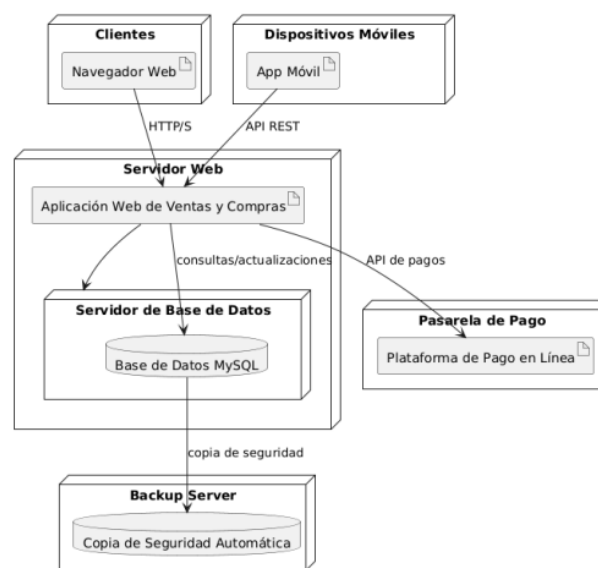 Clientes
Dispositivos Móviles
Navegador Web
App Móvil
HTTP/S
API REST
Servidor Web
Aplicación Web de Ventas y Compras
consultas/actualizaciones
API de pagos
Servidor de Base de Datos
Pasarela de Pago
Base de Datos MySQL
Plataforma de Pago en Línea
copia de seguridad
Backup Server
Copia de Seguridad Automática